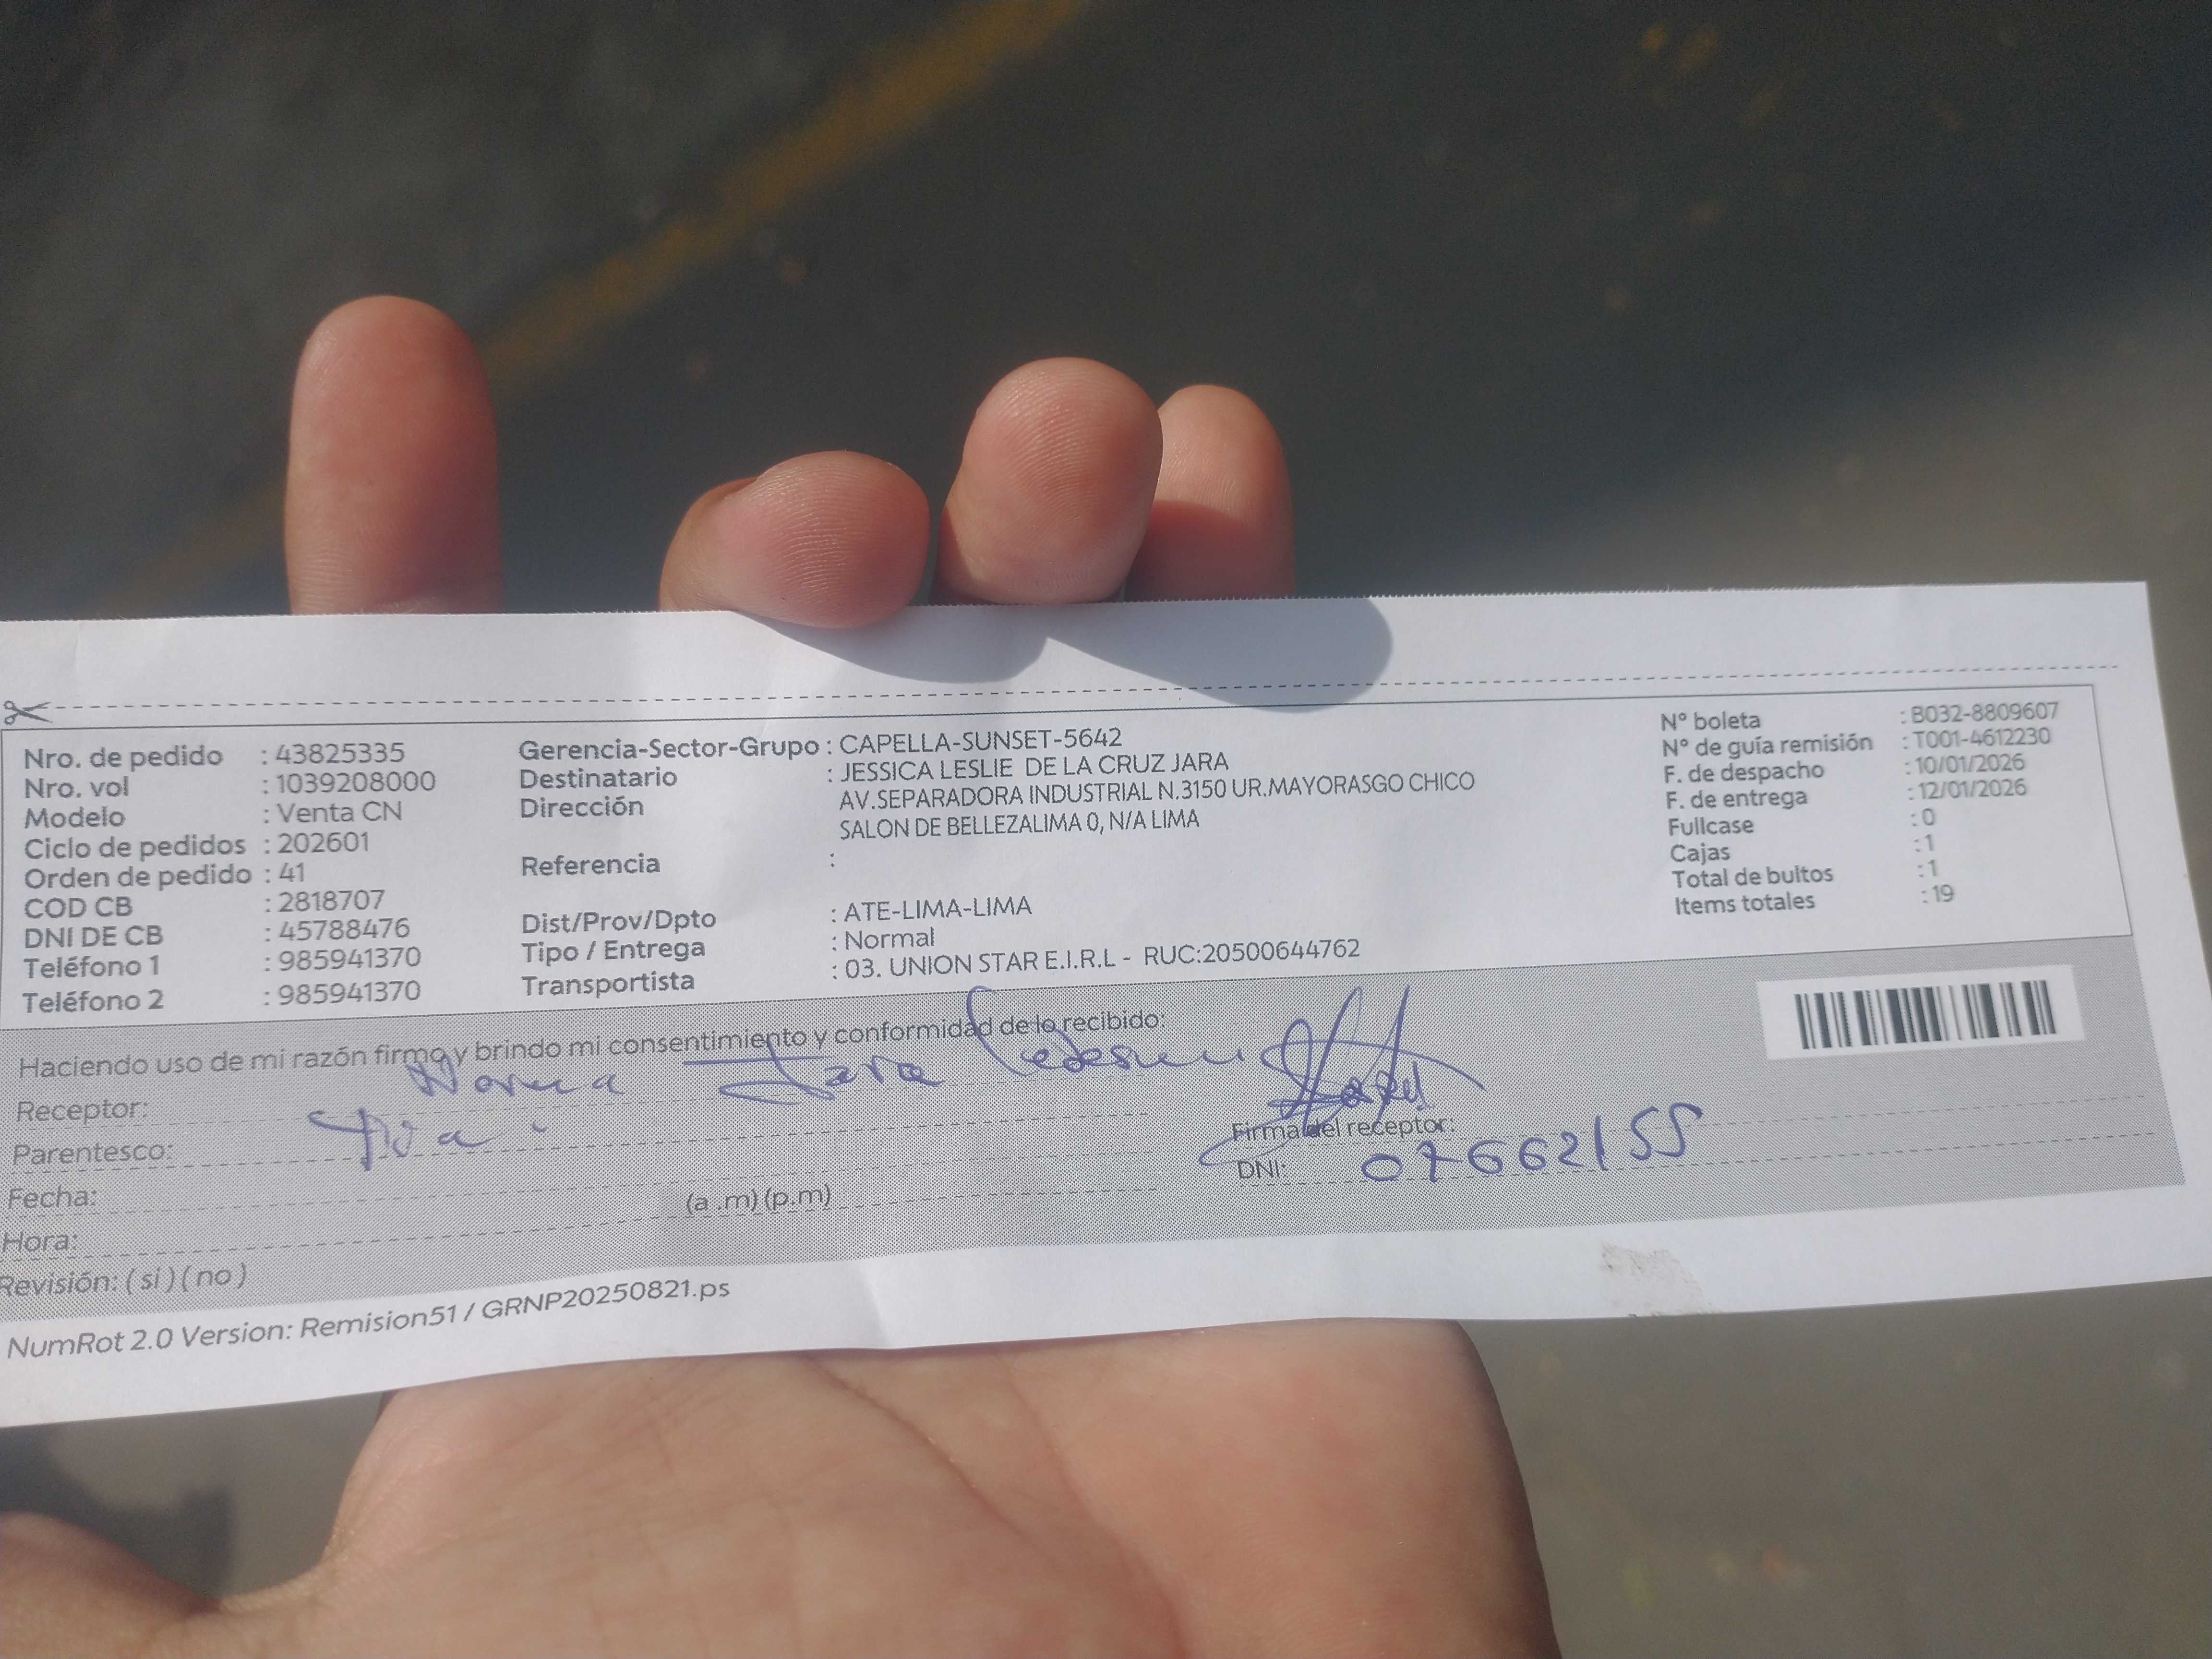 Nro. de pedido : 43825335
Nro. vol : 1039208000
Modelo : Venta CN
Ciclo de pedidos : 202601
Orden de pedido : 41
COD CB : 2818707
DNI DE CB : 45788476
Teléfono 1 : 985941370
Teléfono 2 : 985941370
Gerencia-Sector-Grupo : CAPELLA-SUNSET-5642
Destinatario : JESSICA LESLIE DE LA CRUZ JARA
Dirección AV.SEPARADORA INDUSTRIAL N.3150 UR.MAYORASGO CHICO
SALON DE BELLEZALIMA 0, N/A LIMA
Referencia :
Dist/Prov/Dpto : ATE-LIMA-LIMA
Tipo / Entrega : Normal
Transportista : 03. UNION STAR E.I.R.L - RUC:20500644762
N° boleta : B032-8809607
N° de guía remisión : T001-4612230
F. de despacho : 10/01/2026
F. de entrega : 12/01/2026
Fullcase : 0
Cajas : 1
Total de bultos : 1
Items totales : 19
Haciendo uso de mi razón firmo y brindo mi consentimiento y conformidad de lo recibido:
Receptor: Norma Jara
Parentesco:
Fecha:
Hora: (a .m) (p.m)
Revisión: ( si ) ( no )
Firma del receptor:
DNI: 07662155
NumRot 2.0 Version: Remision51 / GRNP20250821.ps